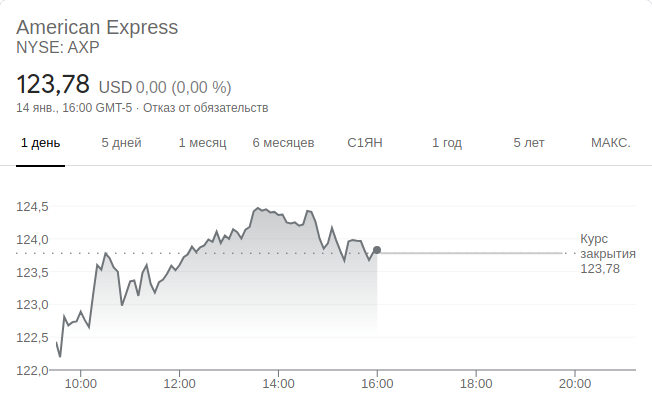 American Express
NYSE: AXP
123,78 USD 0,00 (0,00 %)
14 янв., 16:00 GMT-5 · Отказ от обязательств
1 день 5 дней 1 месяц 6 месяцев С1ЯН 1 год 5 лет МАКС.
124,5
124,0
123,5
123,0
122,5
122,0
Курс
закрытия
123,78
10:00 12:00 14:00 16:00 18:00 20:00